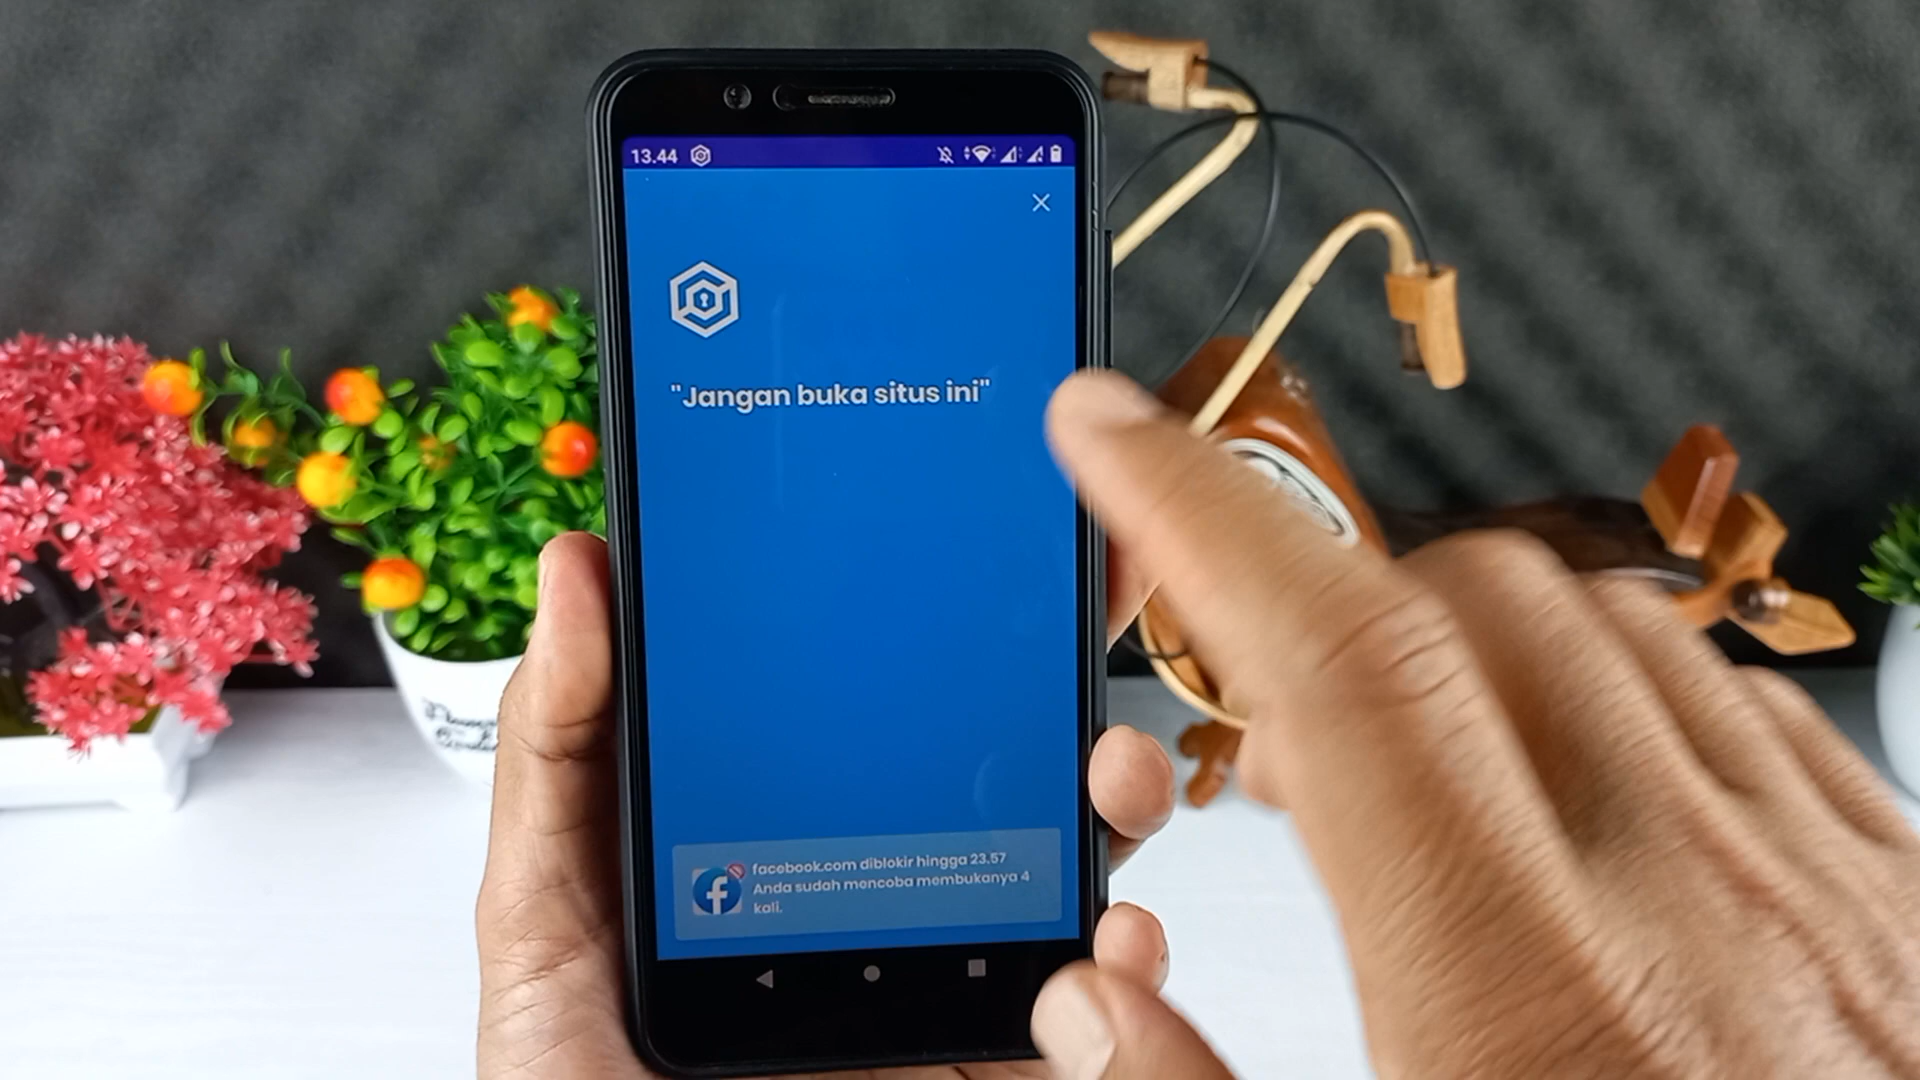 13.44
"Jangan buka situs ini"
facebook.com diblokir hingga 23.57
Anda sudah mencoba membukanya 4
kali.